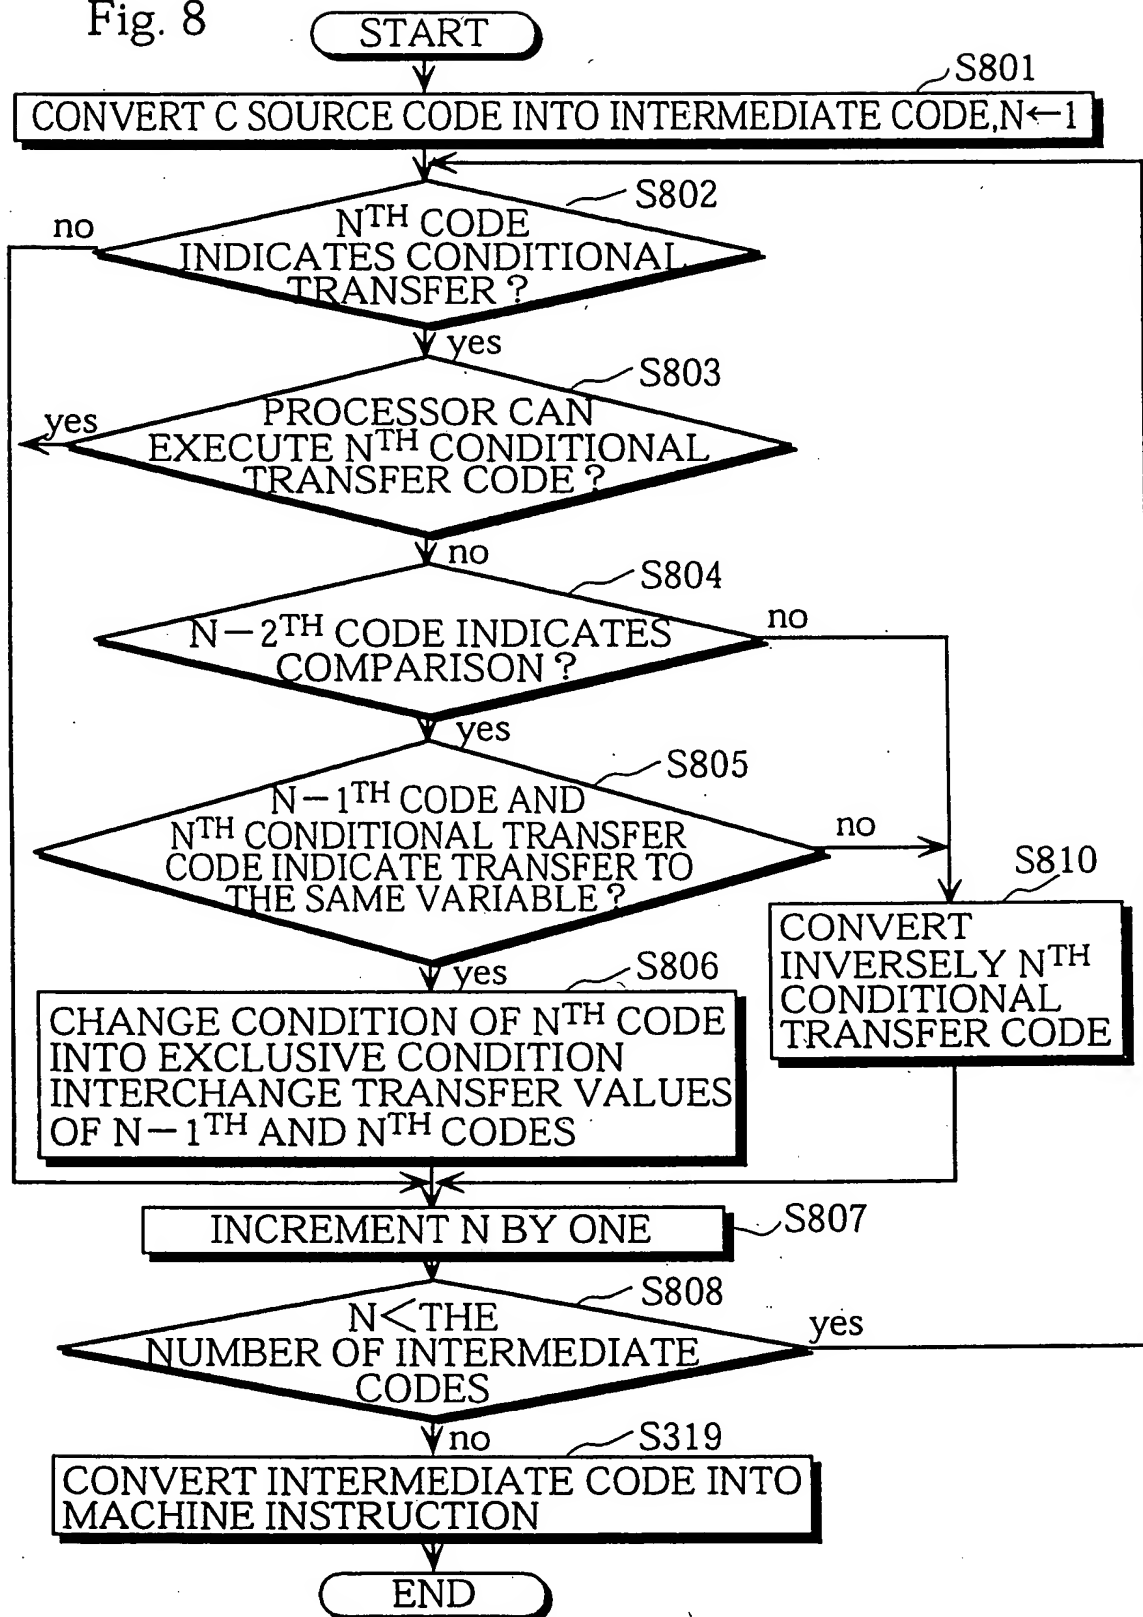 Fig. 8
START
S801
CONVERT C SOURCE CODE INTO INTERMEDIATE CODE,N←1
S802
no
NTH CODE
INDICATES CONDITIONAL
TRANSFER ?
yes
S803
yes
PROCESSOR CAN
EXECUTE NTH CONDITIONAL
TRANSFER CODE ?
no
S804
N−2TH CODE INDICATES
COMPARISON ?
no
yes
S805
N−1TH CODE AND
NTH CONDITIONAL TRANSFER
CODE INDICATE TRANSFER TO
THE SAME VARIABLE ?
no
S810
CONVERT
INVERSELY NTH
CONDITIONAL
TRANSFER CODE
yes
S806
CHANGE CONDITION OF NTH CODE
INTO EXCLUSIVE CONDITION
INTERCHANGE TRANSFER VALUES
OF N−1TH AND NTH CODES
INCREMENT N BY ONE
S807
S808
N<THE
NUMBER OF INTERMEDIATE
CODES
yes
no
S319
CONVERT INTERMEDIATE CODE INTO
MACHINE INSTRUCTION
END